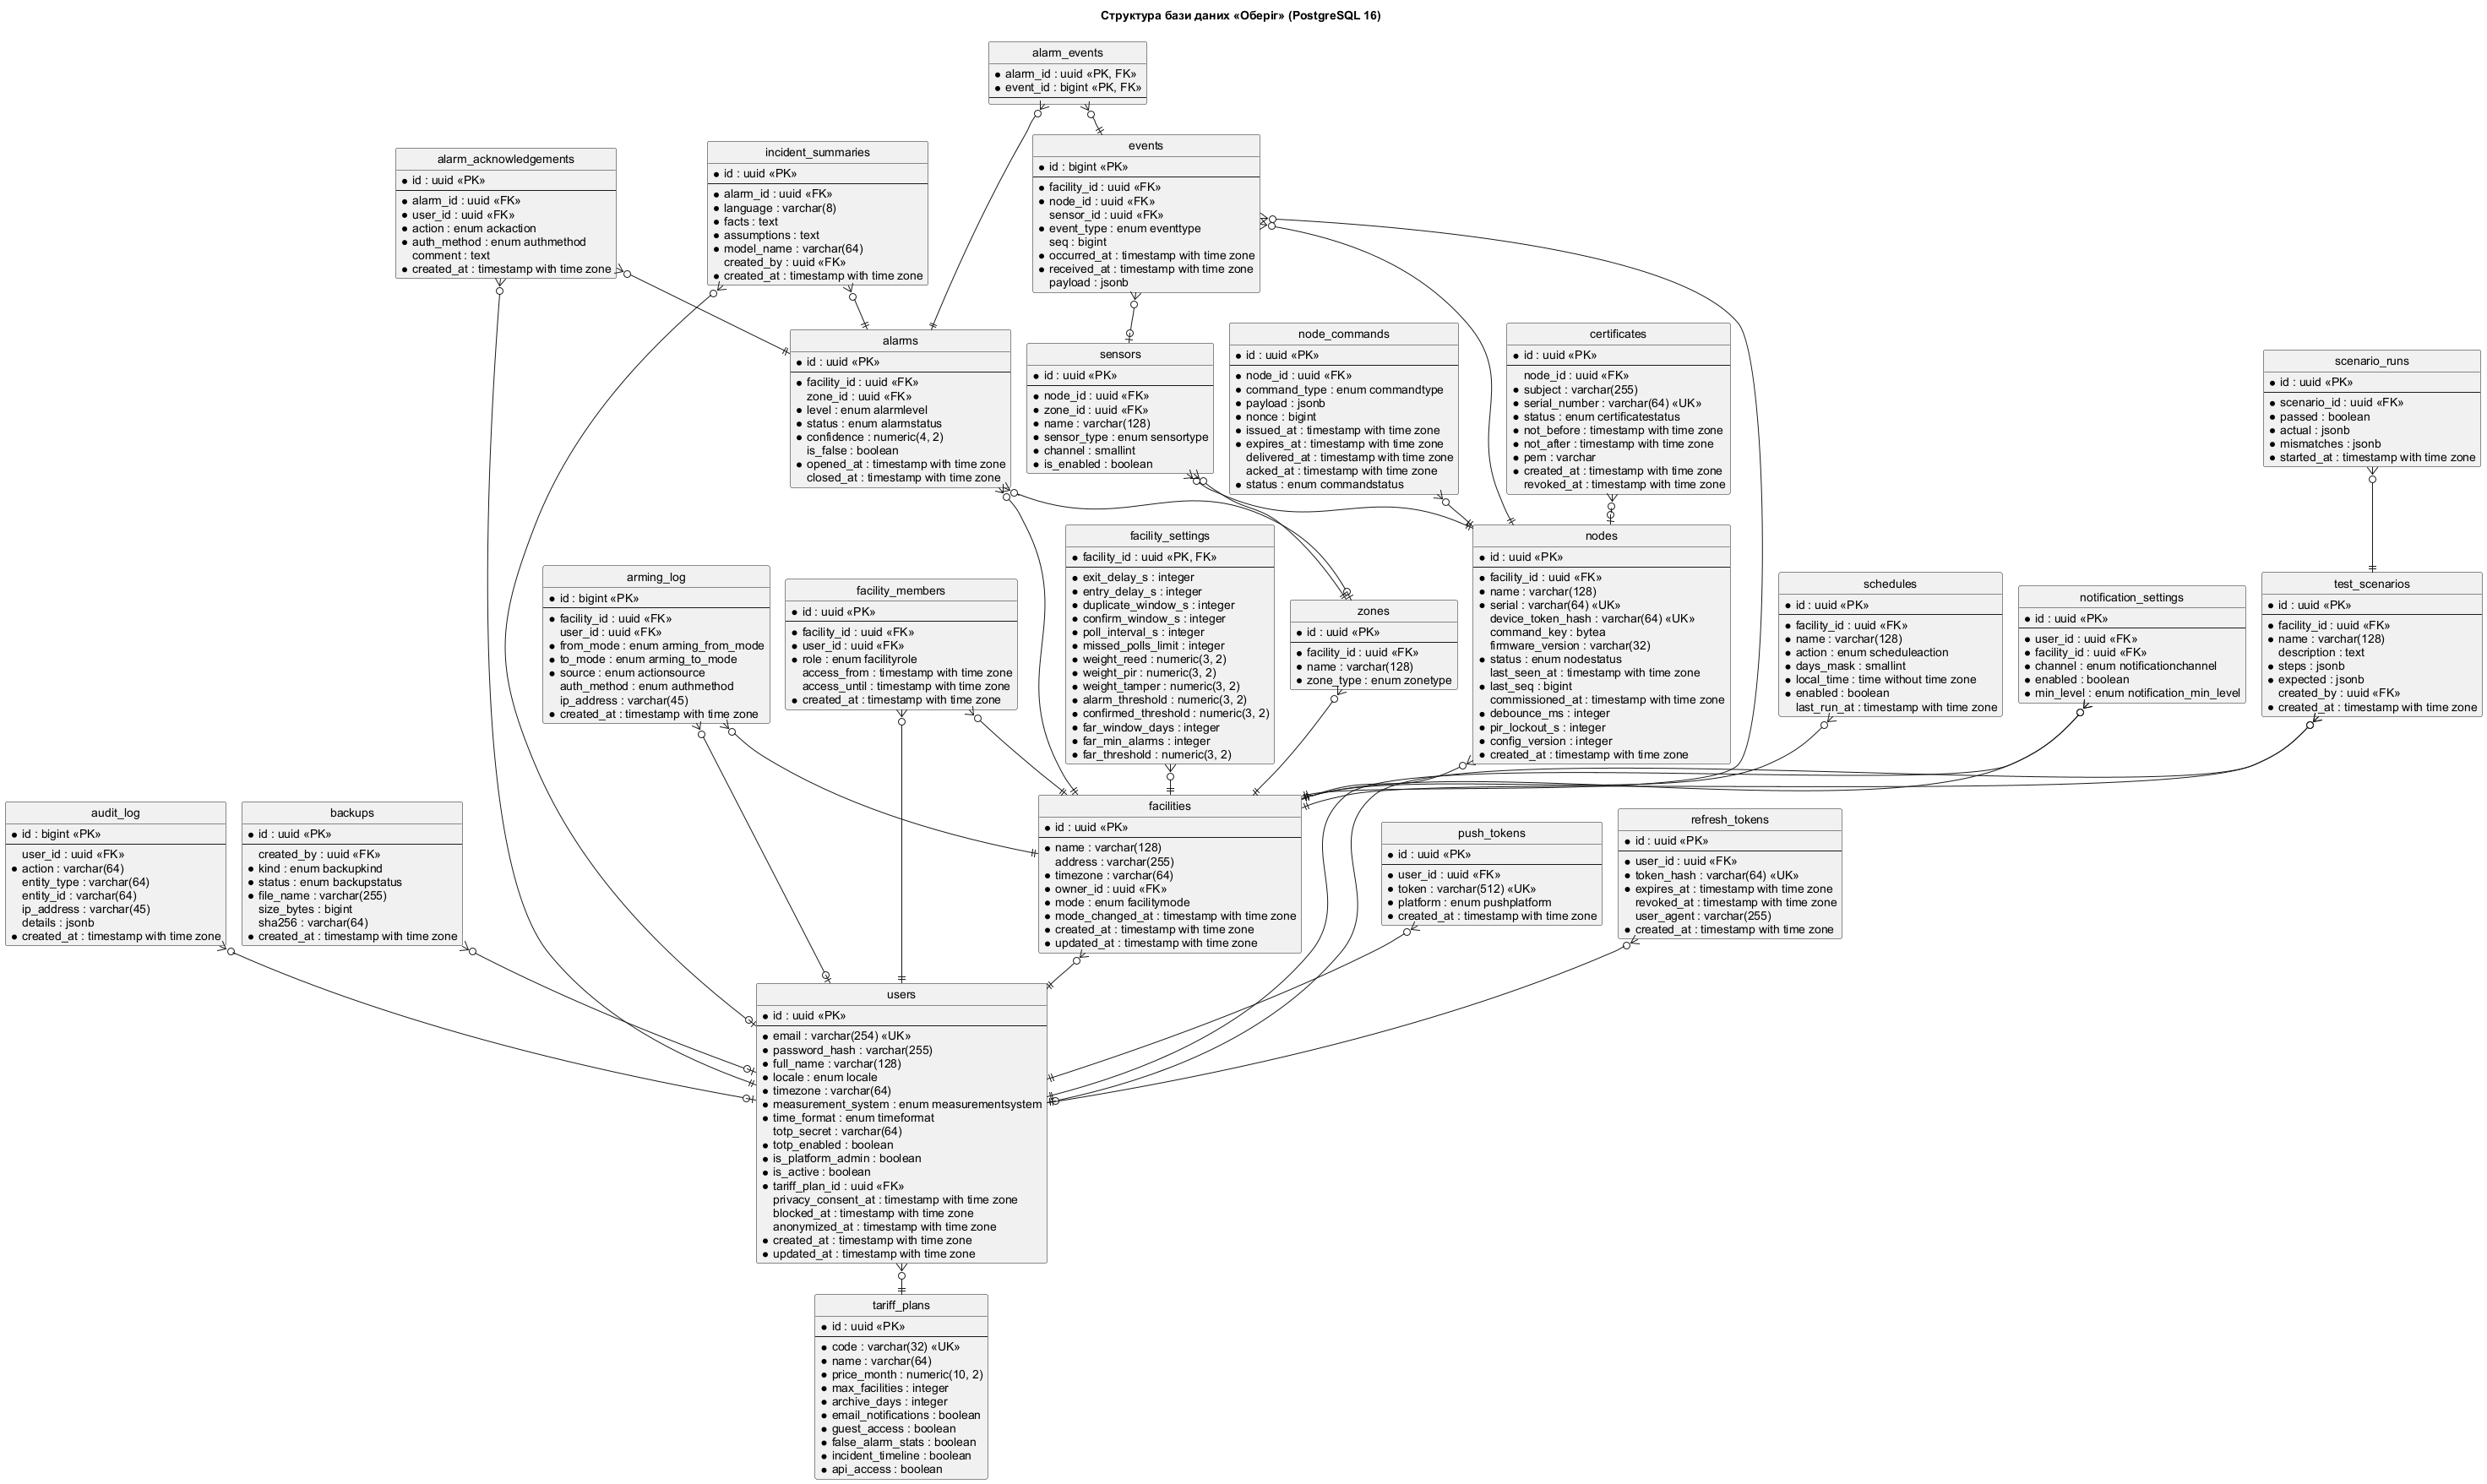 Структура бази даних «Оберіг» (PostgreSQL 16)
alarm_events
alarm_id : uuid «PK, FK»
event_id : bigint «PK, FK»
events
id : bigint «PK»
facility_id : uuid «FK»
node_id : uuid «FK»
sensor_id : uuid «FK»
event_type : enum eventtype
seq : bigint
occurred_at : timestamp with time zone
received_at : timestamp with time zone
payload : jsonb
incident_summaries
id : uuid «PK»
alarm_id : uuid «FK»
language : varchar(8)
facts : text
assumptions : text
model_name : varchar(64)
created_by : uuid «FK»
created_at : timestamp with time zone
alarm_acknowledgements
id : uuid «PK»
alarm_id : uuid «FK»
user_id : uuid «FK»
action : enum ackaction
auth_method : enum authmethod
comment : text
created_at : timestamp with time zone
alarms
id : uuid «PK»
facility_id : uuid «FK»
zone_id : uuid «FK»
level : enum alarmlevel
status : enum alarmstatus
confidence : numeric(4, 2)
is_false : boolean
opened_at : timestamp with time zone
closed_at : timestamp with time zone
sensors
id : uuid «PK»
node_id : uuid «FK»
zone_id : uuid «FK»
name : varchar(128)
sensor_type : enum sensortype
channel : smallint
is_enabled : boolean
node_commands
id : uuid «PK»
node_id : uuid «FK»
command_type : enum commandtype
payload : jsonb
nonce : bigint
issued_at : timestamp with time zone
expires_at : timestamp with time zone
delivered_at : timestamp with time zone
acked_at : timestamp with time zone
status : enum commandstatus
certificates
id : uuid «PK»
node_id : uuid «FK»
subject : varchar(255)
serial_number : varchar(64) «UK»
status : enum certificatestatus
not_before : timestamp with time zone
not_after : timestamp with time zone
pem : varchar
created_at : timestamp with time zone
revoked_at : timestamp with time zone
scenario_runs
id : uuid «PK»
scenario_id : uuid «FK»
passed : boolean
actual : jsonb
mismatches : jsonb
started_at : timestamp with time zone
arming_log
id : bigint «PK»
facility_id : uuid «FK»
user_id : uuid «FK»
from_mode : enum arming_from_mode
to_mode : enum arming_to_mode
source : enum actionsource
auth_method : enum authmethod
ip_address : varchar(45)
created_at : timestamp with time zone
facility_members
id : uuid «PK»
facility_id : uuid «FK»
user_id : uuid «FK»
role : enum facilityrole
access_from : timestamp with time zone
access_until : timestamp with time zone
created_at : timestamp with time zone
facility_settings
facility_id : uuid «PK, FK»
exit_delay_s : integer
entry_delay_s : integer
duplicate_window_s : integer
confirm_window_s : integer
poll_interval_s : integer
missed_polls_limit : integer
weight_reed : numeric(3, 2)
weight_pir : numeric(3, 2)
weight_tamper : numeric(3, 2)
alarm_threshold : numeric(3, 2)
confirmed_threshold : numeric(3, 2)
far_window_days : integer
far_min_alarms : integer
far_threshold : numeric(3, 2)
zones
id : uuid «PK»
facility_id : uuid «FK»
name : varchar(128)
zone_type : enum zonetype
nodes
id : uuid «PK»
facility_id : uuid «FK»
name : varchar(128)
serial : varchar(64) «UK»
device_token_hash : varchar(64) «UK»
command_key : bytea
firmware_version : varchar(32)
status : enum nodestatus
last_seen_at : timestamp with time zone
last_seq : bigint
commissioned_at : timestamp with time zone
debounce_ms : integer
pir_lockout_s : integer
config_version : integer
created_at : timestamp with time zone
schedules
id : uuid «PK»
facility_id : uuid «FK»
name : varchar(128)
action : enum scheduleaction
days_mask : smallint
local_time : time without time zone
enabled : boolean
last_run_at : timestamp with time zone
notification_settings
id : uuid «PK»
user_id : uuid «FK»
facility_id : uuid «FK»
channel : enum notificationchannel
enabled : boolean
min_level : enum notification_min_level
test_scenarios
id : uuid «PK»
facility_id : uuid «FK»
name : varchar(128)
description : text
steps : jsonb
expected : jsonb
created_by : uuid «FK»
created_at : timestamp with time zone
audit_log
id : bigint «PK»
user_id : uuid «FK»
action : varchar(64)
entity_type : varchar(64)
entity_id : varchar(64)
ip_address : varchar(45)
details : jsonb
created_at : timestamp with time zone
backups
id : uuid «PK»
created_by : uuid «FK»
kind : enum backupkind
status : enum backupstatus
file_name : varchar(255)
size_bytes : bigint
sha256 : varchar(64)
created_at : timestamp with time zone
facilities
id : uuid «PK»
name : varchar(128)
address : varchar(255)
timezone : varchar(64)
owner_id : uuid «FK»
mode : enum facilitymode
mode_changed_at : timestamp with time zone
created_at : timestamp with time zone
updated_at : timestamp with time zone
push_tokens
id : uuid «PK»
user_id : uuid «FK»
token : varchar(512) «UK»
platform : enum pushplatform
created_at : timestamp with time zone
refresh_tokens
id : uuid «PK»
user_id : uuid «FK»
token_hash : varchar(64) «UK»
expires_at : timestamp with time zone
revoked_at : timestamp with time zone
user_agent : varchar(255)
created_at : timestamp with time zone
users
id : uuid «PK»
email : varchar(254) «UK»
password_hash : varchar(255)
full_name : varchar(128)
locale : enum locale
timezone : varchar(64)
measurement_system : enum measurementsystem
time_format : enum timeformat
totp_secret : varchar(64)
totp_enabled : boolean
is_platform_admin : boolean
is_active : boolean
tariff_plan_id : uuid «FK»
privacy_consent_at : timestamp with time zone
blocked_at : timestamp with time zone
anonymized_at : timestamp with time zone
created_at : timestamp with time zone
updated_at : timestamp with time zone
tariff_plans
id : uuid «PK»
code : varchar(32) «UK»
name : varchar(64)
price_month : numeric(10, 2)
max_facilities : integer
archive_days : integer
email_notifications : boolean
guest_access : boolean
false_alarm_stats : boolean
incident_timeline : boolean
api_access : boolean